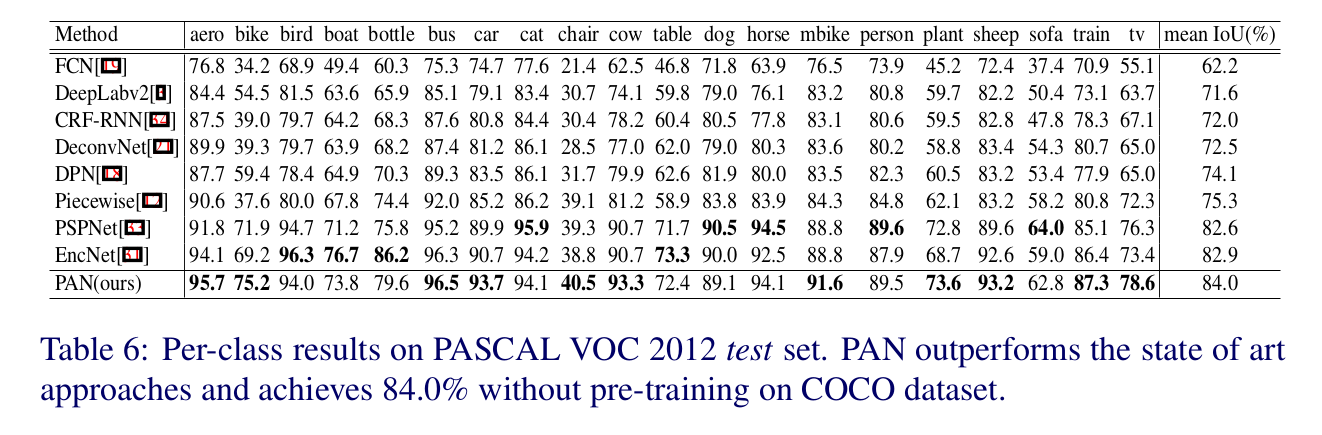 Method aero bike bird boat bottle bus car cat chair cow table dog horse mbike person plant sheep sofa train tv mean IoU(%)
FCN[19] 76.8 34.2 68.9 49.4 60.3 75.3 74.7 77.6 21.4 62.5 46.8 71.8 63.9 76.5 73.9 45.2 72.4 37.4 70.9 55.1 62.2
DeepLabv2[] 84.4 54.5 81.5 63.6 65.9 85.1 79.1 83.4 30.7 74.1 59.8 79.0 76.1 83.2 80.8 59.7 82.2 50.4 73.1 63.7 71.6
CRF-RNN[] 87.5 39.0 79.7 64.2 68.3 87.6 80.8 84.4 30.4 78.2 60.4 80.5 77.8 83.1 80.6 59.5 82.8 47.8 78.3 67.1 72.0
DeconvNet[] 89.9 39.3 79.7 63.9 68.2 87.4 81.2 86.1 28.5 77.0 62.0 79.0 80.3 83.6 80.2 58.8 83.4 54.3 80.7 65.0 72.5
DPN[] 87.7 59.4 78.4 64.9 70.3 89.3 83.5 86.1 31.7 79.9 62.6 81.9 80.0 83.5 82.3 60.5 83.2 53.4 77.9 65.0 74.1
Piecewise[] 90.6 37.6 80.0 67.8 74.4 92.0 85.2 86.2 39.1 81.2 58.9 83.8 83.9 84.3 84.8 62.1 83.2 58.2 80.8 72.3 75.3
PSPNet[] 91.8 71.9 94.7 71.2 75.8 95.2 89.9 95.9 39.3 90.7 71.7 90.5 94.5 88.8 89.6 72.8 89.6 64.0 85.1 76.3 82.6
EncNet[] 94.1 69.2 96.3 76.7 86.2 96.3 90.7 94.2 38.8 90.7 73.3 90.0 92.5 88.8 87.9 68.7 92.6 59.0 86.4 73.4 82.9
PAN(ours) 95.7 75.2 94.0 73.8 79.6 96.5 93.7 94.1 40.5 93.3 72.4 89.1 94.1 91.6 89.5 73.6 93.2 62.8 87.3 78.6 84.0
Table 6: Per-class results on PASCAL VOC 2012 test set. PAN outperforms the state of art
approaches and achieves 84.0% without pre-training on COCO dataset.